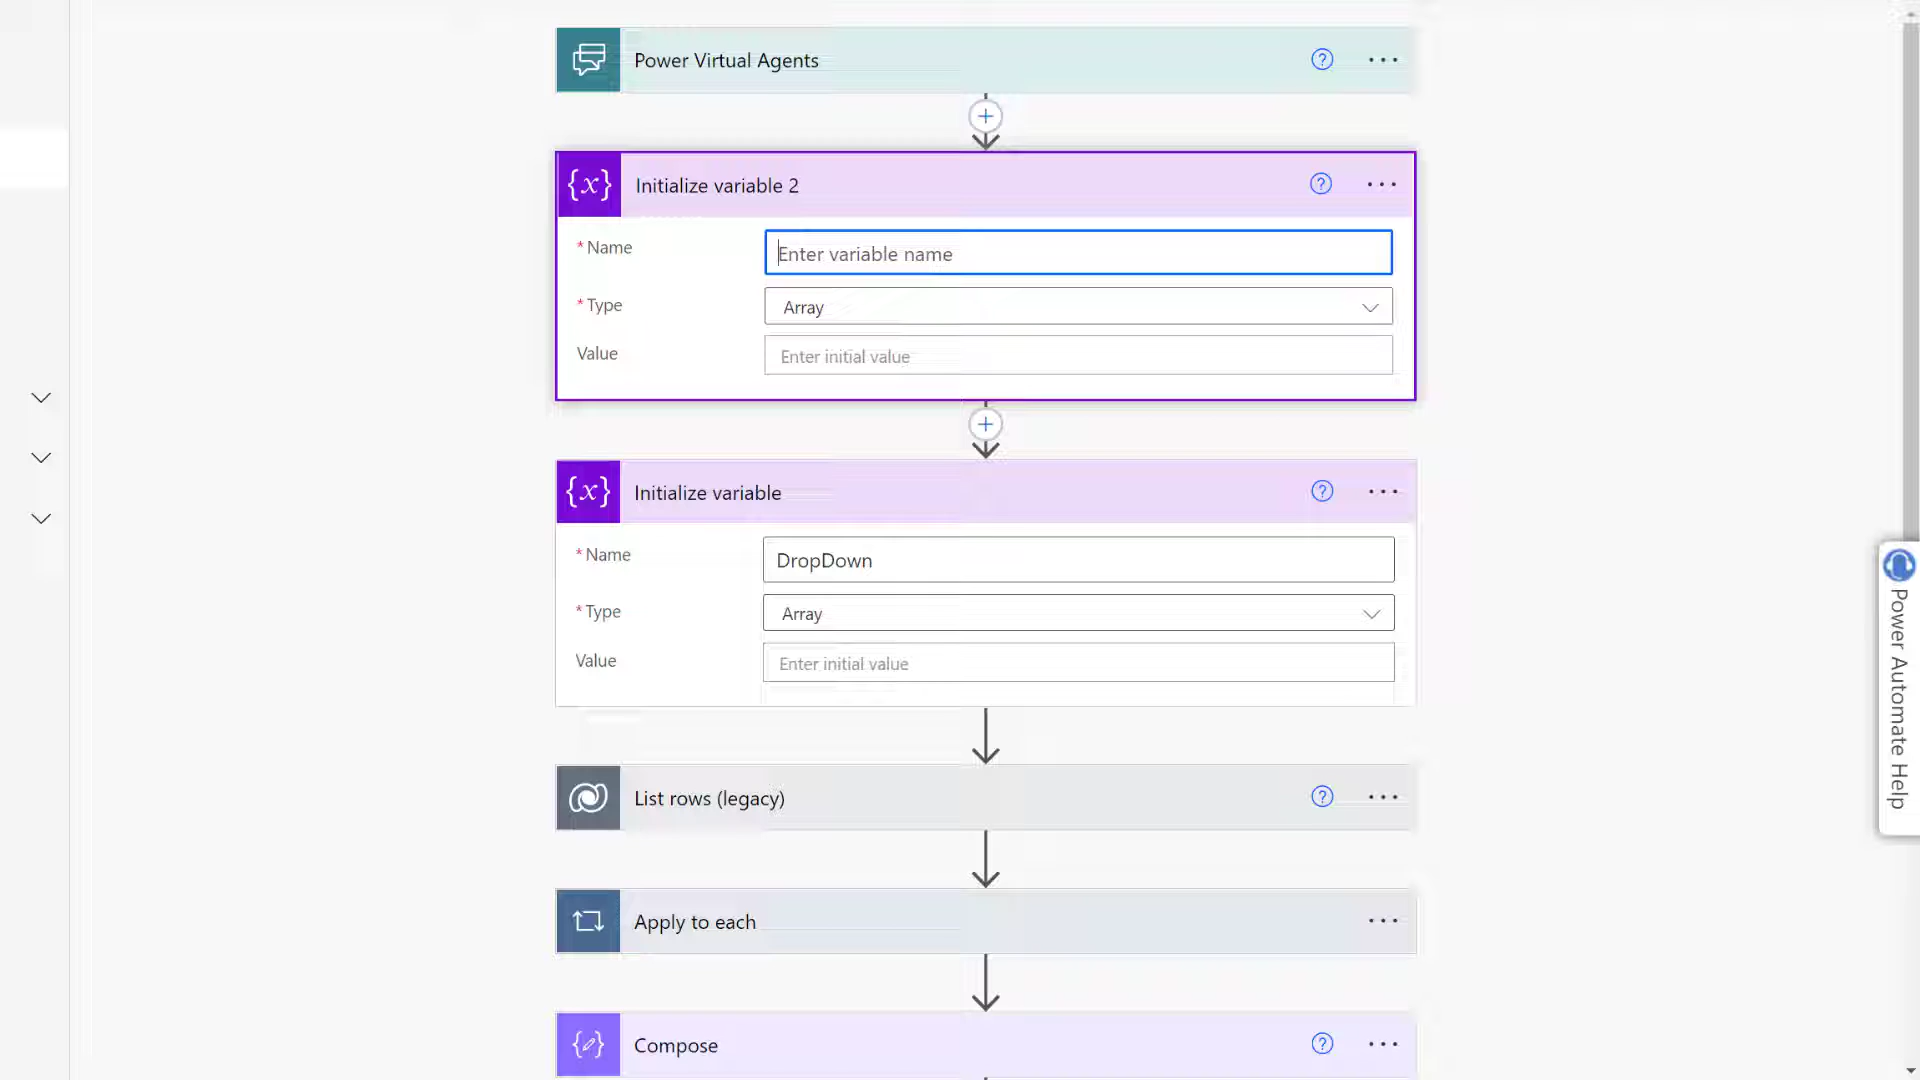 Power Virtual Agents
{x} Initialize variable 2
* Name
Enter variable name
* Type
Array
Value
Enter initial value
{x} Initialize variable
* Name
DropDown
* Type
Array
Value
Enter initial value
List rows (legacy)
Apply to each
Compose
Power Automate Help